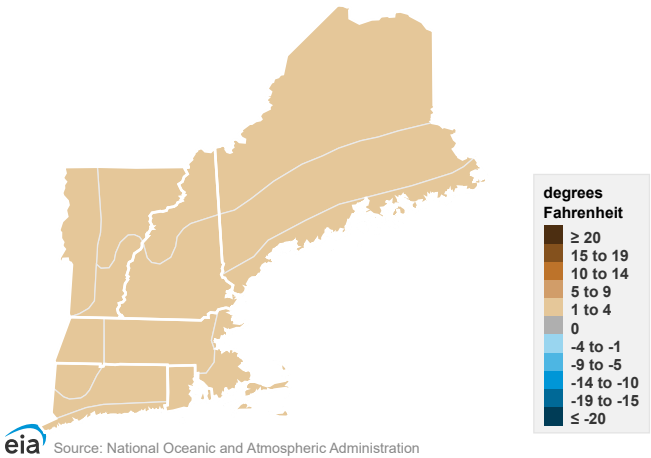 degrees
Fahrenheit
≥ 20
15 to 19
10 to 14
5 to 9
1 to 4
0
-4 to -1
-9 to -5
-14 to -10
-19 to -15
≤ -20
eia
Source: National Oceanic and Atmospheric Administration